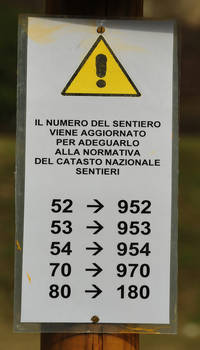 IL NUMERO DEL SENTIERO
VIENE AGGIORNATO
PER ADEGUARLO
ALLA NORMATIVA
DEL CATASTO NAZIONALE
SENTIERI
52 → 952
53 → 953
54 → 954
70 → 970
80 → 180